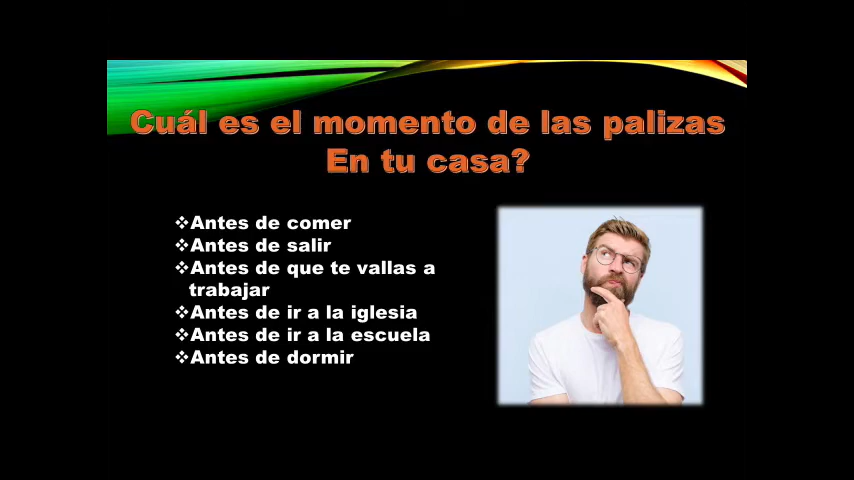 Cuál es el momento de las palizas
En tu casa?
❖Antes de comer
❖Antes de salir
❖Antes de que te vallas a
trabajar
❖Antes de ir a la iglesia
❖Antes de ir a la escuela
❖Antes de dormir